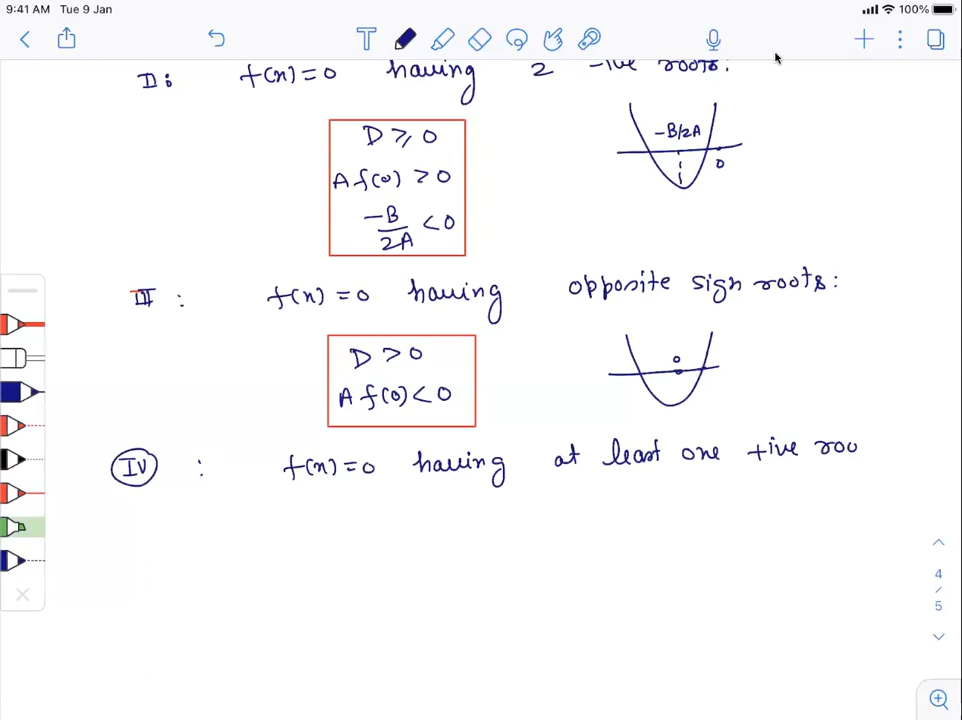 9:41 AM Tue 9 Jan 100%
II: f(x)=0 having 2 -ive roots:
D ≥ 0
A f(0) > 0
-B/2A < 0
-B/2A
0
III : f(x) = 0 having opposite sign roots:
D > 0
A f(0) < 0
0
IV : f(x)=0 having at least one +ive roo
4
/
5